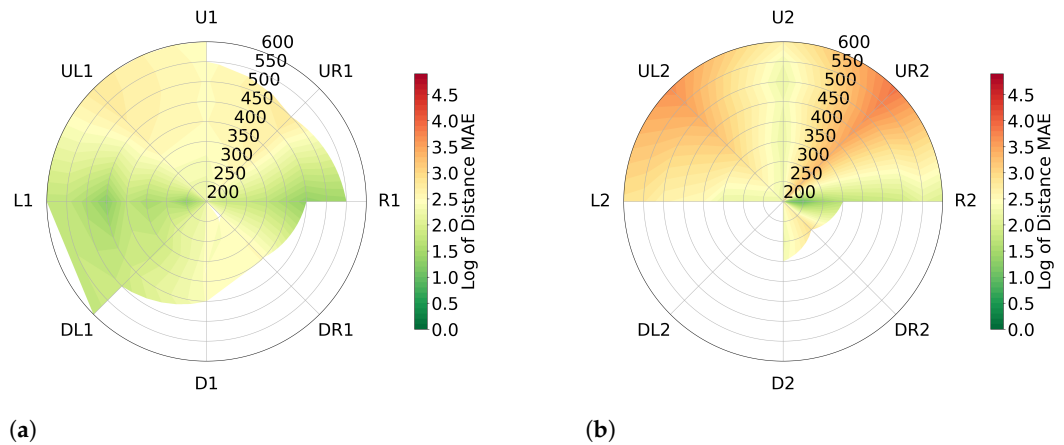 U1
UL1
UR1
L1
R1
DL1
DR1
D1
600
550
500
450
400
350
300
250
200
4.5
4.0
3.5
3.0
2.5
2.0
1.5
1.0
0.5
0.0
Log of Distance MAE
(a)
U2
UL2
UR2
L2
R2
DL2
DR2
D2
600
550
500
450
400
350
300
250
200
4.5
4.0
3.5
3.0
2.5
2.0
1.5
1.0
0.5
0.0
Log of Distance MAE
(b)